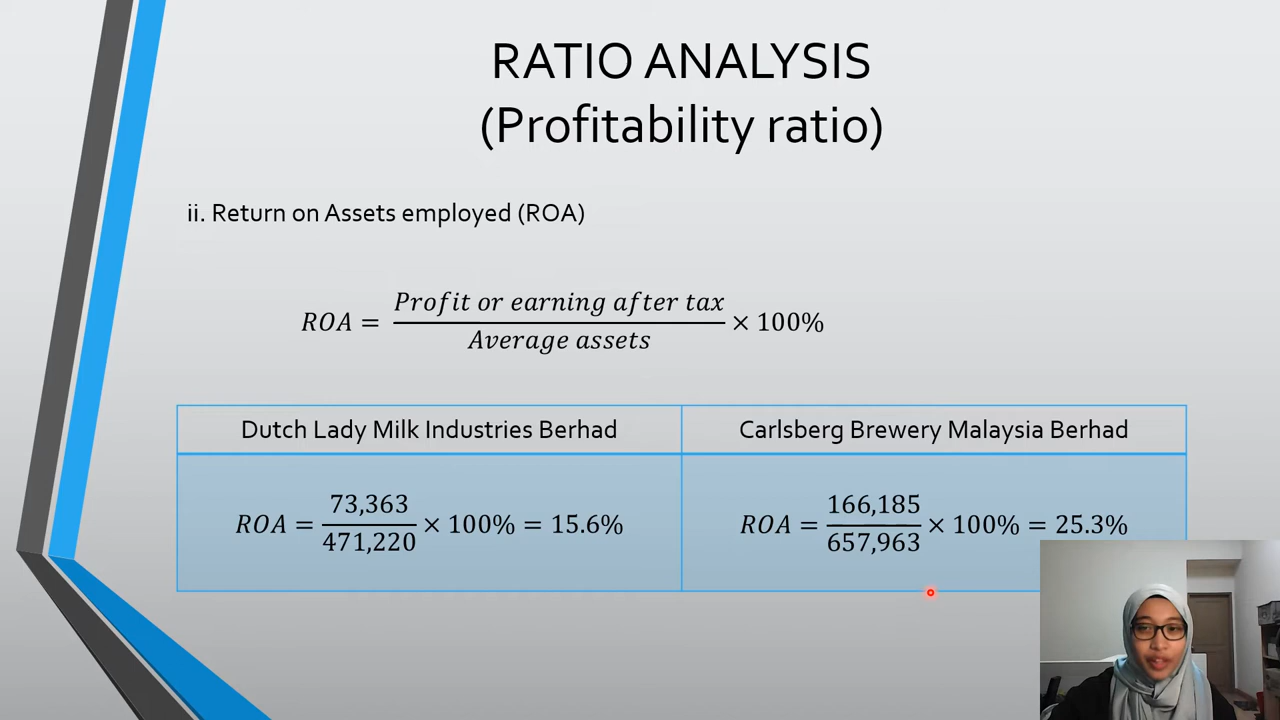 RATIO ANALYSIS
(Profitability ratio)
ii. Return on Assets employed (ROA)
ROA = Profit or earning after tax / Average assets × 100%
Dutch Lady Milk Industries Berhad
Carlsberg Brewery Malaysia Berhad
ROA = 73,363 / 471,220 × 100% = 15.6%
ROA = 166,185 / 657,963 × 100% = 25.3%